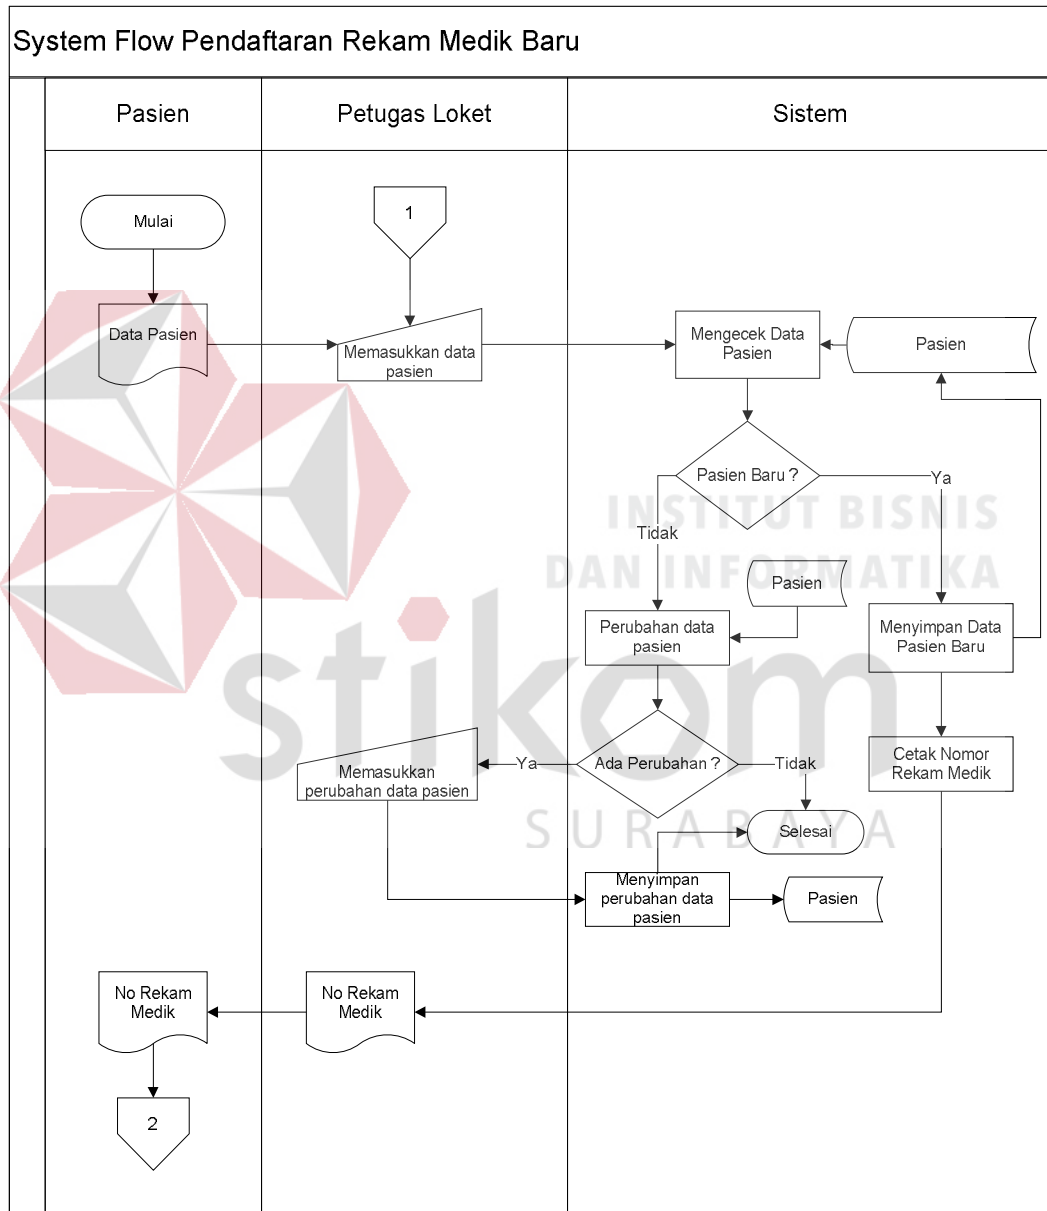 System Flow Pendaftaran Rekam Medik Baru
Pasien
Petugas Loket
Sistem
Mulai
1
Data Pasien
Memasukkan data
pasien
Mengecek Data
Pasien
Pasien
Pasien Baru ?
Ya
Tidak
INSTITUT BISNIS
DAN INFORMATIKA
Pasien
Perubahan data
pasien
Menyimpan Data
Pasien Baru
stikom
Memasukkan
perubahan data pasien
Ya
Ada Perubahan ?
Tidak
Cetak Nomor
Rekam Medik
SURABAYA
Selesai
Menyimpan
perubahan data
pasien
Pasien
No Rekam
Medik
No Rekam
Medik
2